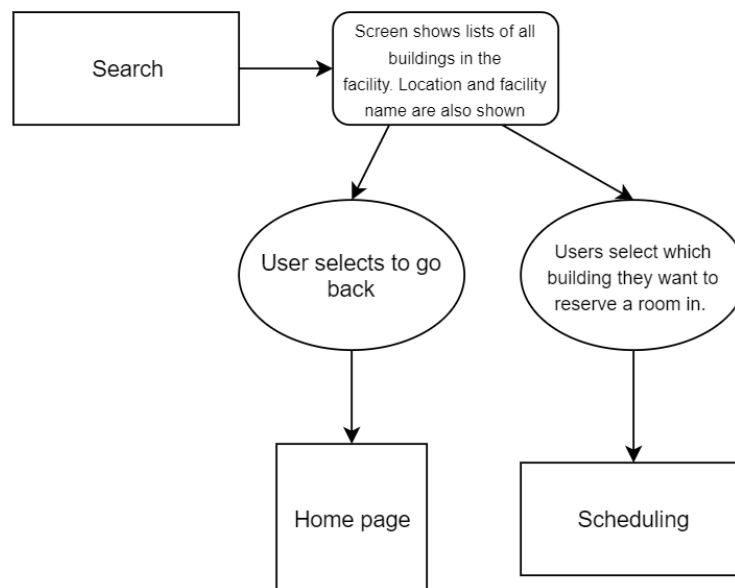 Search
Screen shows lists of all
buildings in the
facility. Location and facility
name are also shown
User selects to go
back
Users select which
building they want to
reserve a room in.
Home page
Scheduling